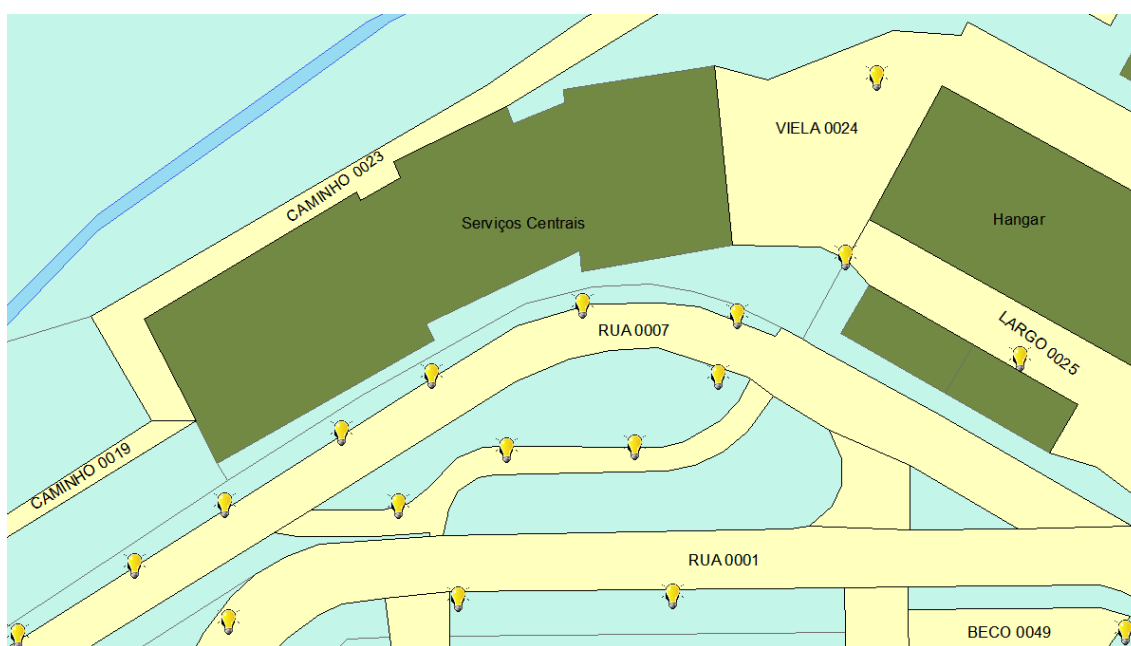 VIELA 0024
CAMINHO 0023
Serviços Centrais
Hangar
RUA 0007
LARGO 0025
CAMINHO 0019
RUA 0001
BECO 0049